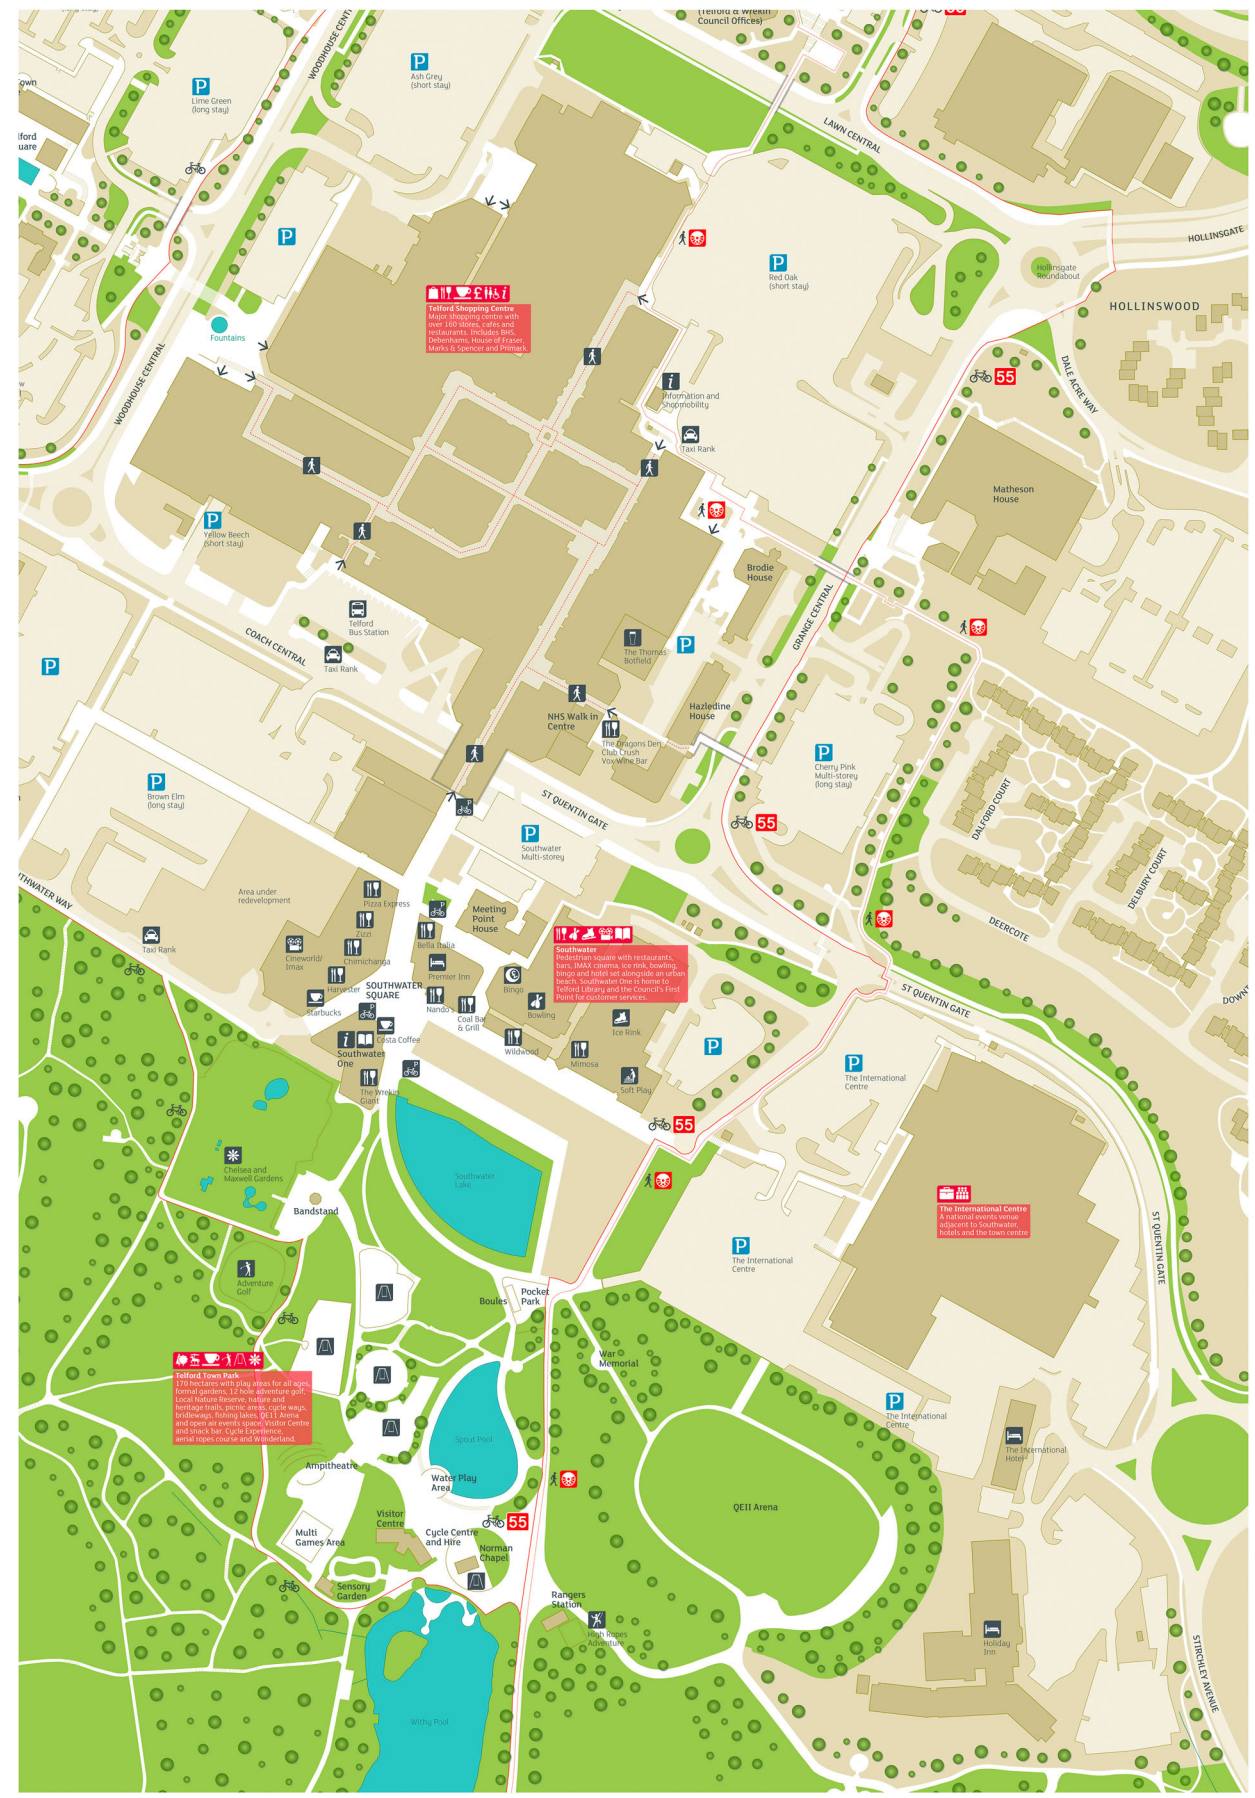 (Telford & Wrekin
Council Offices)
WOODHOUSE CENT
P
Ash Grey
(short stay)
P
Lime Green
(long stay)
own
lford
uare
LAWN CENTRAL
P
HOLLINSGATE
P
Red Oak
(short stay)
Hollinsgate
Roundabout
HOLLINSWOOD
Telford Shopping Centre
Major shopping centre with
over 160 stores, cafés and
restaurants. Includes BHS,
Debenhams, House of Fraser,
Marks & Spencer and Primark.
Fountains
WOODHOUSE CENTRAL
DALE ACRE WAY
55
Information and
Shopmobility
Taxi Rank
Matheson
House
P
Yellow Beech
(short stay)
Brodie
House
GRANGE CENTRAL
Telford
Bus Station
COACH CENTRAL
Taxi Rank
P
The Thomas
Botfield
P
Hazledine
House
NHS Walk in
Centre
The Dragons Den,
Club Crush
Vox Wine Bar
P
Cherry Pink
Multi-storey
(long stay)
P
Brown Elm
(long stay)
P
ST QUENTIN GATE
55
DALFORD COURT
DELBURY COURT
DEERCOTE
DOWNT
P
Southwater
Multi-storey
THWATER WAY
Area under
redevelopment
Pizza Express
Zizzi
Chimichanga
Harvester
Starbucks
Cineworld/
Imax
Taxi Rank
P
Bella Italia
Meeting
Point
House
Premier Inn
SOUTHWATER
SQUARE
Nando's
Coal Bar
& Grill
Bingo
Bowling
Southwater
Pedestrian square with restaurants,
bars, IMAX cinema, ice rink, bowling,
bingo and hotel set alongside an urban
beach. Southwater One is home to
Telford Library and the Council's First
Point for customer services.
Costa Coffee
Southwater
One
The Wrekin
Giant
P
Wildwood
Mimosa
Ice Rink
Soft Play
P
ST QUENTIN GATE
P
The International
Centre
55
Chelsea and
Maxwell Gardens
Southwater
Lake
Bandstand
The International Centre
A national events venue
adjacent to Southwater,
hotels and the town centre
P
The International
Centre
ST QUENTIN GATE
Adventure
Golf
Boules
Pocket
Park
War
Memorial
Telford Town Park
170 hectares with play areas for all ages,
formal gardens, 12 hole adventure golf,
Local Nature Reserve, nature and
heritage trails, picnic areas, cycle ways,
bridleways, fishing lakes, QE11 Arena
and open air events space. Visitor Centre
and snack bar. Cycle Experience,
aerial ropes course and Wonderland.
P
The International
Centre
The International
Hotel
Spout Pool
Ampitheatre
Water Play
Area
QEII Arena
Visitor
Centre
55
Multi
Games Area
Cycle Centre
and Hire
Norman
Chapel
Sensory
Garden
Rangers
Station
High Ropes
Adventure
Holiday
Inn
STIRCHLEY AVENUE
Withy Pool